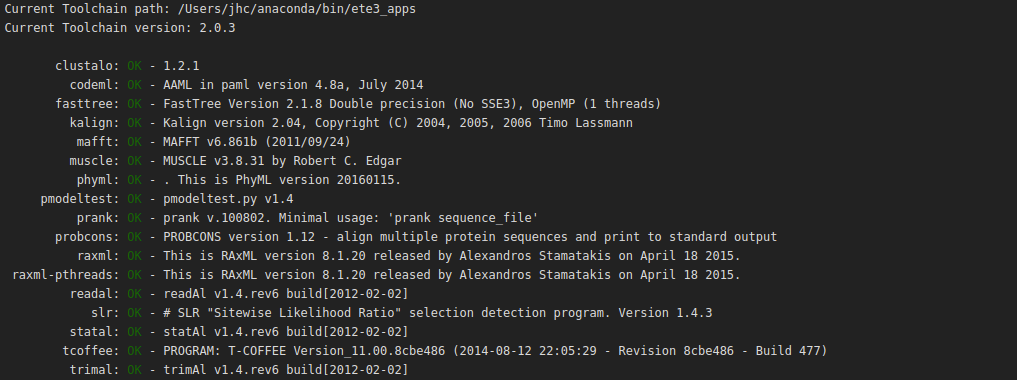 Current Toolchain path: /Users/jhc/anaconda/bin/ete3_apps
Current Toolchain version: 2.0.3
clustalo: OK - 1.2.1
codeml: OK - AAML in paml version 4.8a, July 2014
fasttree: OK - FastTree Version 2.1.8 Double precision (No SSE3), OpenMP (1 threads)
kalign: OK - Kalign version 2.04, Copyright (C) 2004, 2005, 2006 Timo Lassmann
mafft: OK - MAFFT v6.861b (2011/09/24)
muscle: OK - MUSCLE v3.8.31 by Robert C. Edgar
phyml: OK - . This is PhyML version 20160115.
pmodeltest: OK - pmodeltest.py v1.4
prank: OK - prank v.100802. Minimal usage: 'prank sequence_file'
probcons: OK - PROBCONS version 1.12 - align multiple protein sequences and print to standard output
raxml: OK - This is RAxML version 8.1.20 released by Alexandros Stamatakis on April 18 2015.
raxml-pthreads: OK - This is RAxML version 8.1.20 released by Alexandros Stamatakis on April 18 2015.
readal: OK - readAl v1.4.rev6 build[2012-02-02]
slr: OK - # SLR "Sitewise Likelihood Ratio" selection detection program. Version 1.4.3
statal: OK - statAl v1.4.rev6 build[2012-02-02]
tcoffee: OK - PROGRAM: T-COFFEE Version_11.00.8cbe486 (2014-08-12 22:05:29 - Revision 8cbe486 - Build 477)
trimal: OK - trimAl v1.4.rev6 build[2012-02-02]